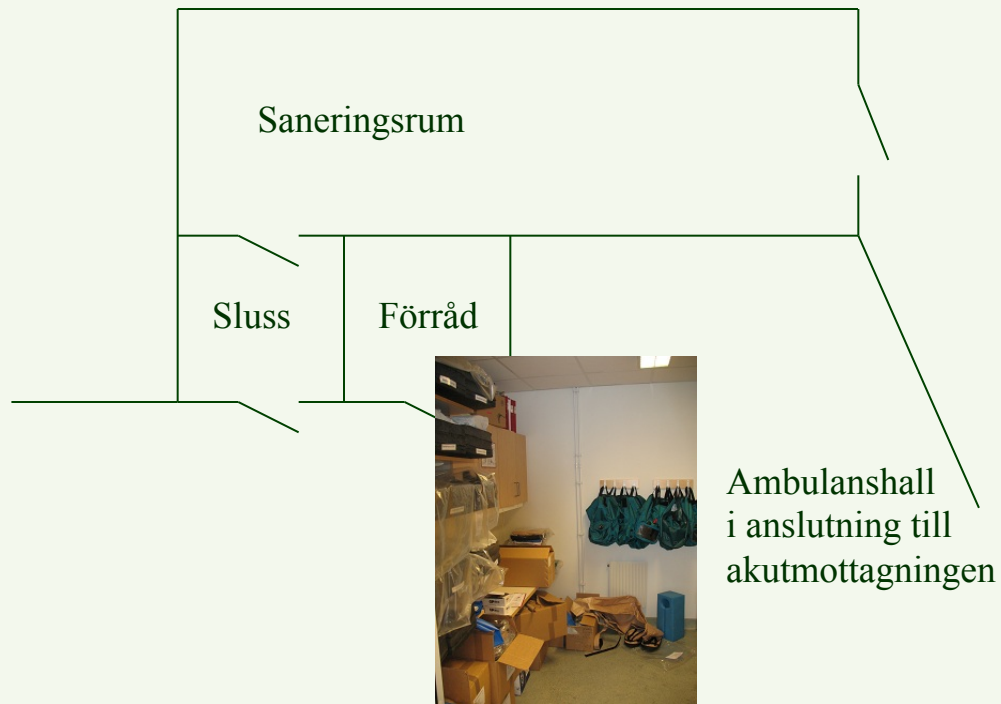 Saneringsrum
Sluss
Förråd
Ambulanshall
i anslutning till
akutmottagningen